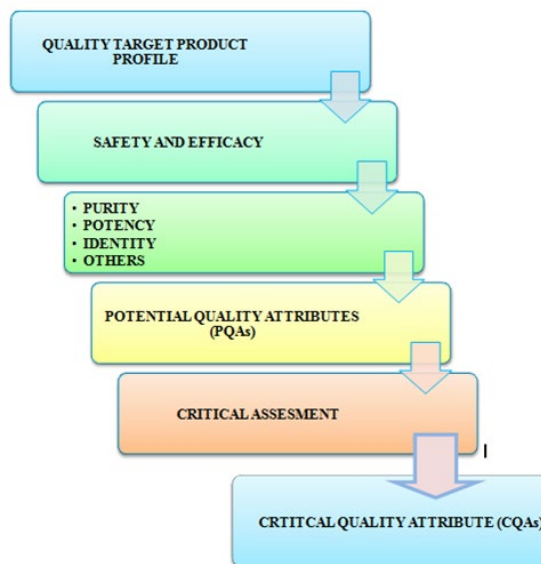 QUALITY TARGET PRODUCT
PROFILE
SAFETY AND EFFICACY
• PURITY
• POTENCY
• IDENTITY
• OTHERS
POTENTIAL QUALITY ATTRIBUTES
(PQAs)
CRITICAL ASSESMENT
CRTITCAL QUALITY ATTRIBUTE (CQAs)